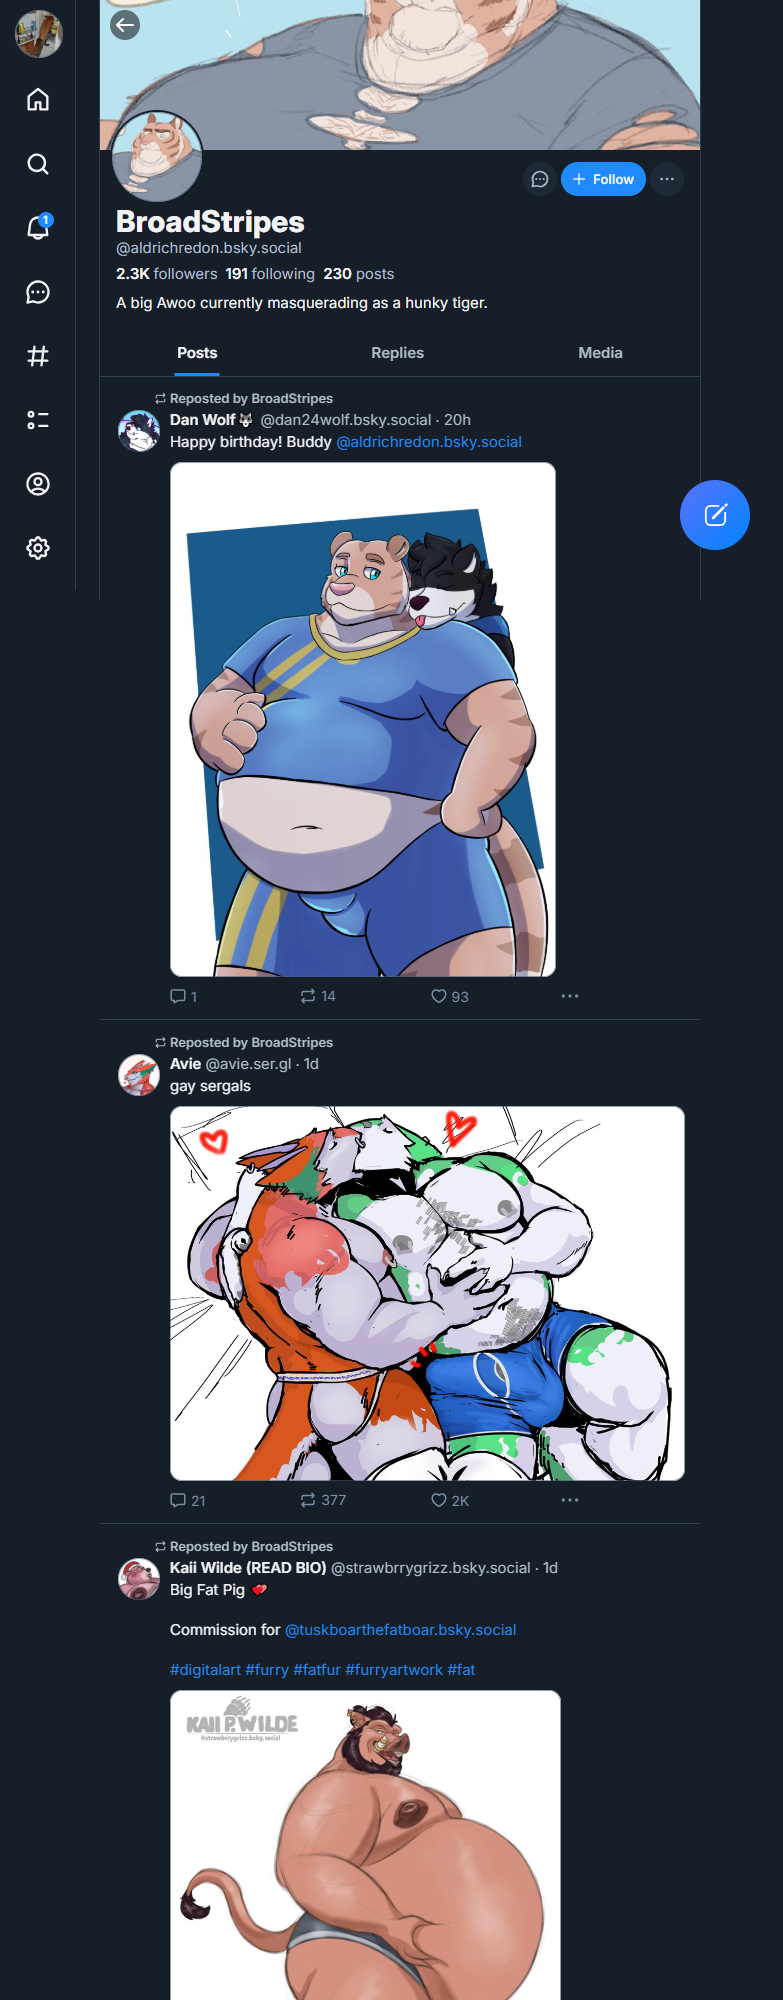 1
Follow
BroadStripes
@aldrichredon.bsky.social
2.3K followers 191 following 230 posts
A big Awoo currently masquerading as a hunky tiger.
Posts Replies Media
Reposted by BroadStripes
Dan Wolf🐺 @dan24wolf.bsky.social · 20h
Happy birthday! Buddy @aldrichredon.bsky.social
1 14 93
Reposted by BroadStripes
Avie @avie.ser.gl · 1d
gay sergals
21 377 2K
Reposted by BroadStripes
Kaii Wilde (READ BIO) @strawbrrygrizz.bsky.social · 1d
Big Fat Pig 💕
Commission for @tuskboarthefatboar.bsky.social
#digitalart #furry #fatfur #furryartwork #fat
KAII P. WILDE
@strawberrygrizz.bsky.social